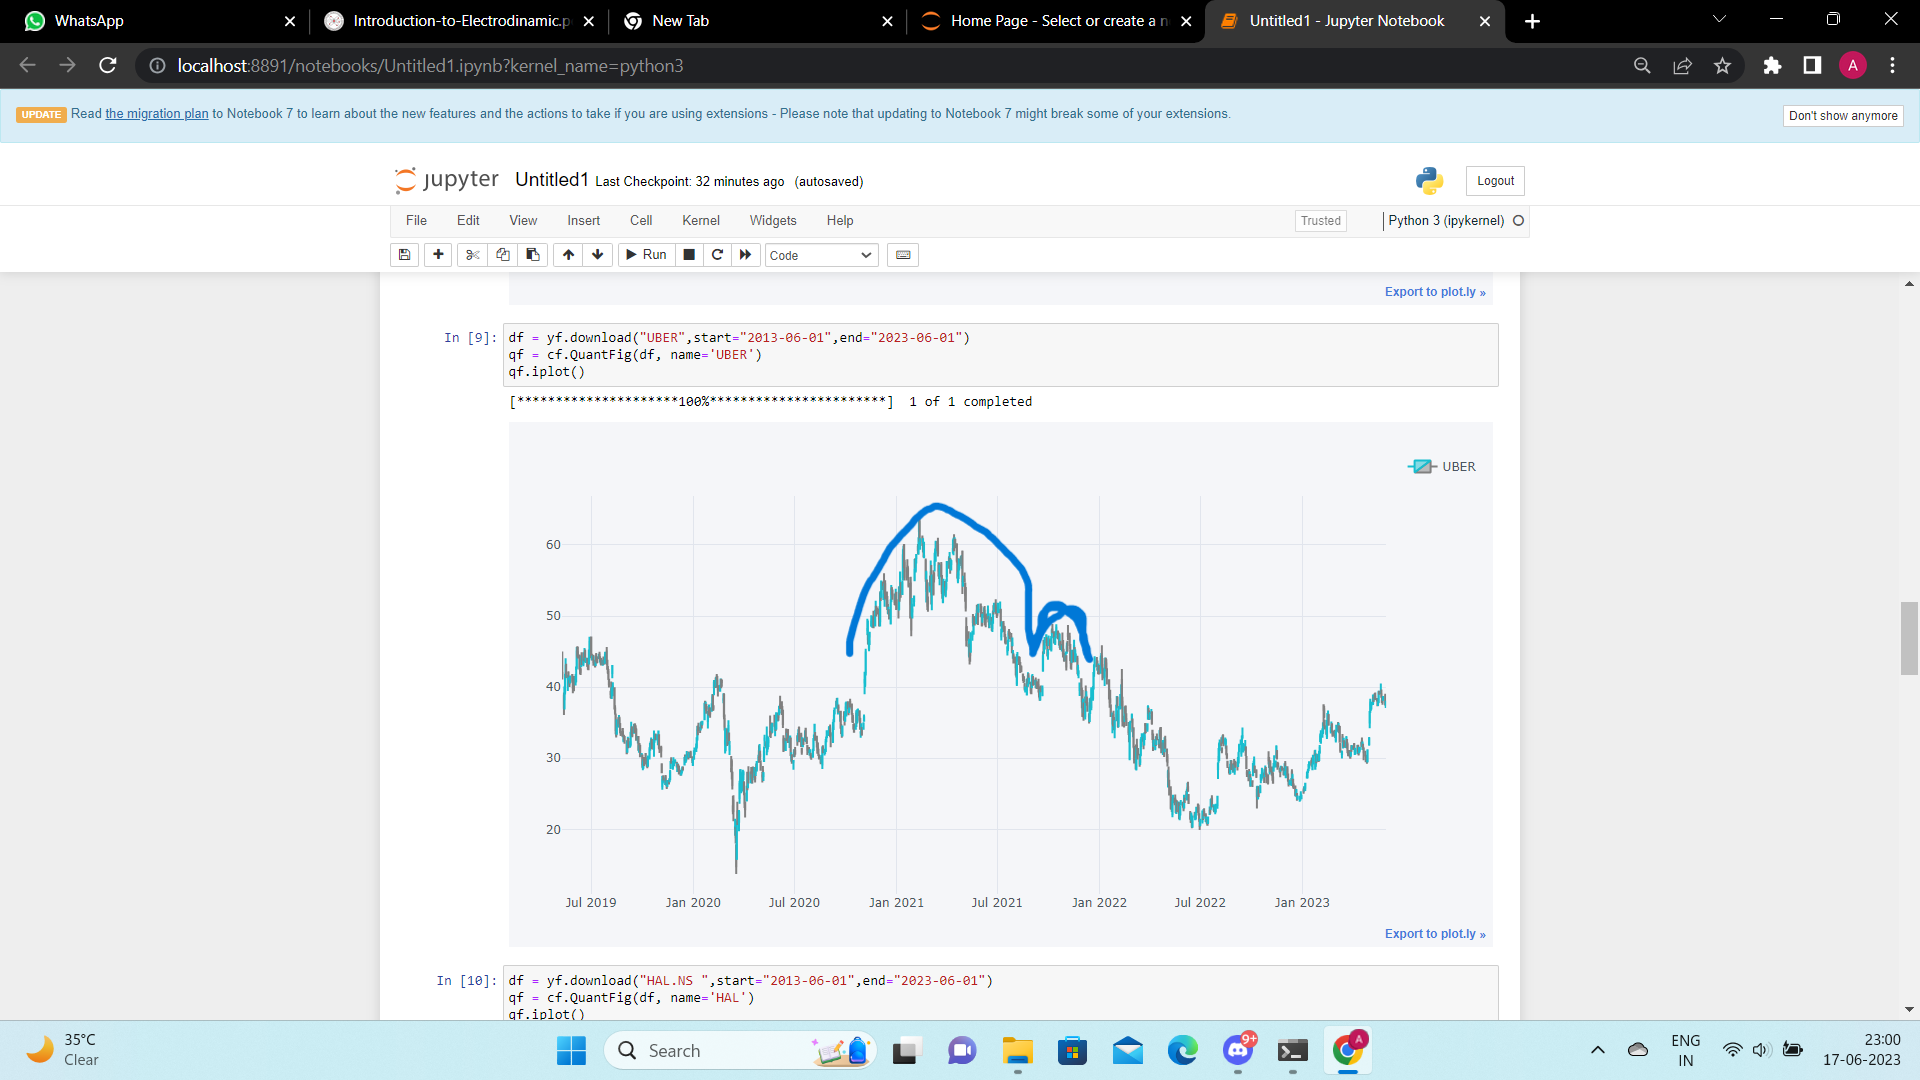 WhatsApp
Introduction-to-Electrodinamic.p
New Tab
Home Page - Select or create a n
Untitled1 - Jupyter Notebook
localhost:8891/notebooks/Untitled1.ipynb?kernel_name=python3
A
UPDATE Read the migration plan to Notebook 7 to learn about the new features and the actions to take if you are using extensions - Please note that updating to Notebook 7 might break some of your extensions.
Don't show anymore
jupyter Untitled1 Last Checkpoint: 32 minutes ago (autosaved)
Logout
File Edit View Insert Cell Kernel Widgets Help
Trusted
Python 3 (ipykernel)
Run
Code
Export to plot.ly »
In [9]:
df = yf.download("UBER",start="2013-06-01",end="2023-06-01")
qf = cf.QuantFig(df, name='UBER')
qf.iplot()
[*********************100%***********************]  1 of 1 completed
UBER
60
50
40
30
20
Jul 2019 Jan 2020 Jul 2020 Jan 2021 Jul 2021 Jan 2022 Jul 2022 Jan 2023
Export to plot.ly »
In [10]:
df = yf.download("HAL.NS ",start="2013-06-01",end="2023-06-01")
qf = cf.QuantFig(df, name='HAL')
qf.iplot()
35°C
Clear
Search
9+
A
ENG
IN
23:00
17-06-2023